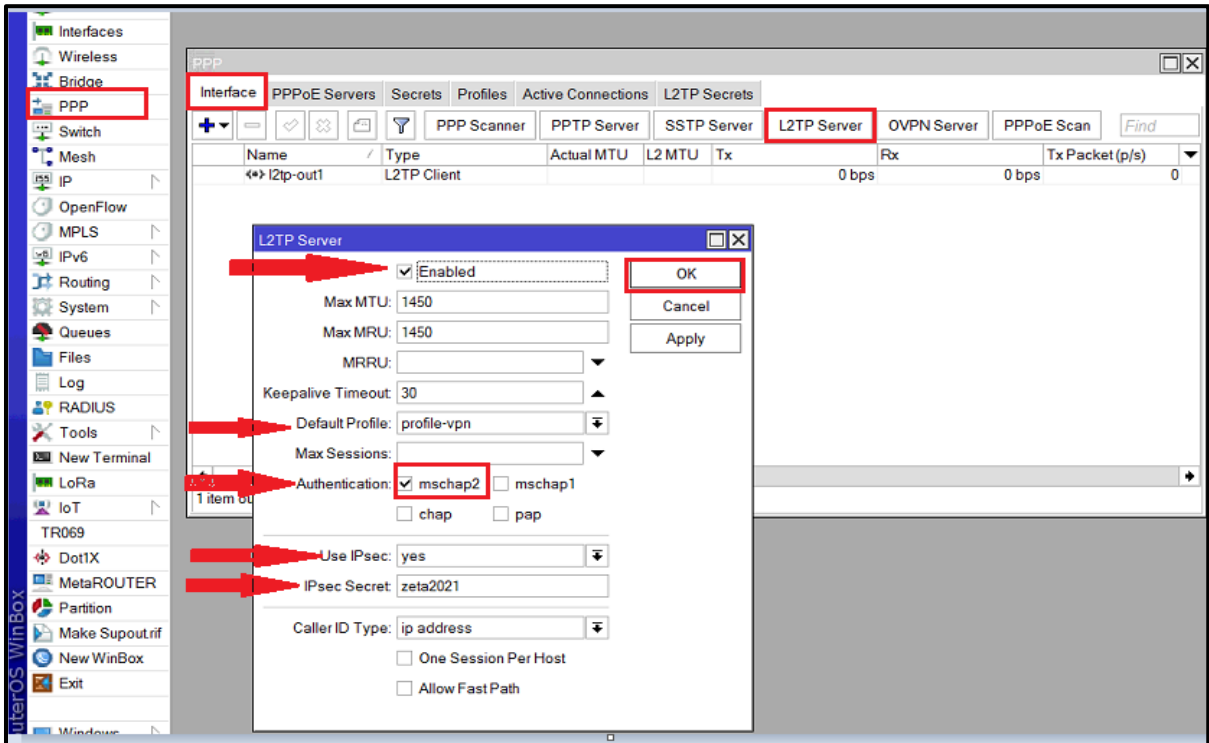 Interfaces
Wireless
Bridge
PPP
Switch
Mesh
IP
OpenFlow
MPLS
IPv6
Routing
System
Queues
Files
Log
RADIUS
Tools
New Terminal
LoRa
IoT
TR069
Dot1X
MetaROUTER
Partition
Make Supout.rif
New WinBox
Exit
Windows
uterOS WinBox
PPP
Interface PPPoE Servers Secrets Profiles Active Connections L2TP Secrets
PPP Scanner PPTP Server SSTP Server L2TP Server OVPN Server PPPoE Scan Find
Name / Type Actual MTU L2 MTU Tx Rx Tx Packet (p/s)
l2tp-out1 L2TP Client 0 bps 0 bps 0
1 item ou
L2TP Server
Enabled
OK
Max MTU: 1450
Cancel
Max MRU: 1450
Apply
MRRU:
Keepalive Timeout: 30
Default Profile: profile-vpn
Max Sessions:
Authentication: mschap2 mschap1
chap pap
Use IPsec: yes
IPsec Secret: zeta2021
Caller ID Type: ip address
One Session Per Host
Allow Fast Path